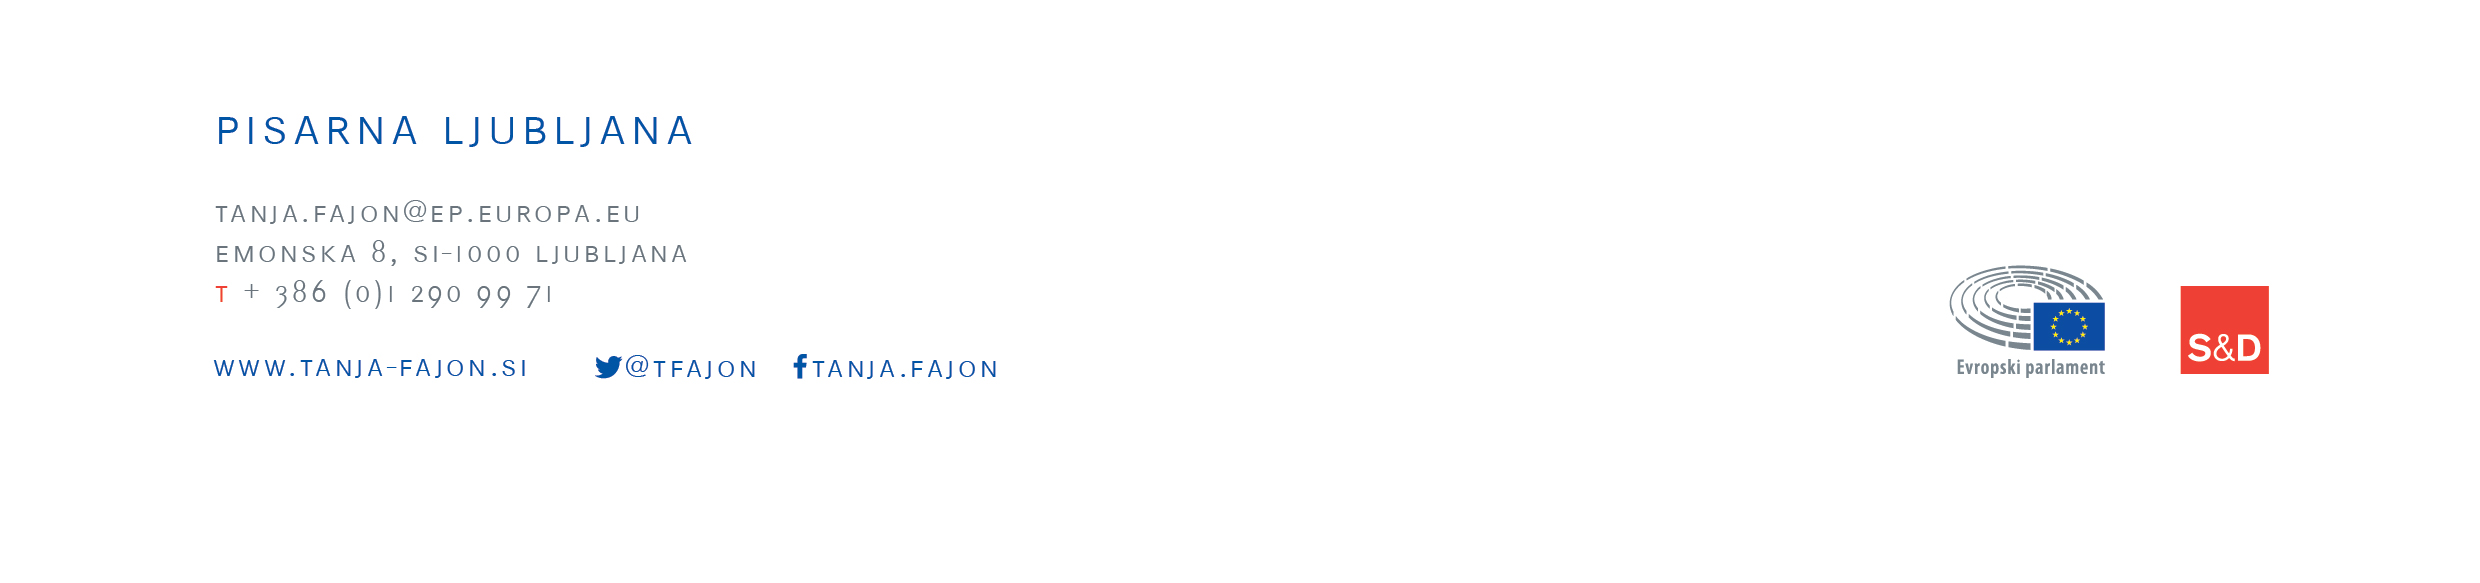 PISARNA LJUBLJANA
TANJA.FAJON@EP.EUROPA.EU
EMONSKA 8, SI-1000 LJUBLJANA
T + 386 (0)1 290 99 71
WWW.TANJA-FAJON.SI @TFAJON TANJA.FAJON
Evropski parlament
S&D